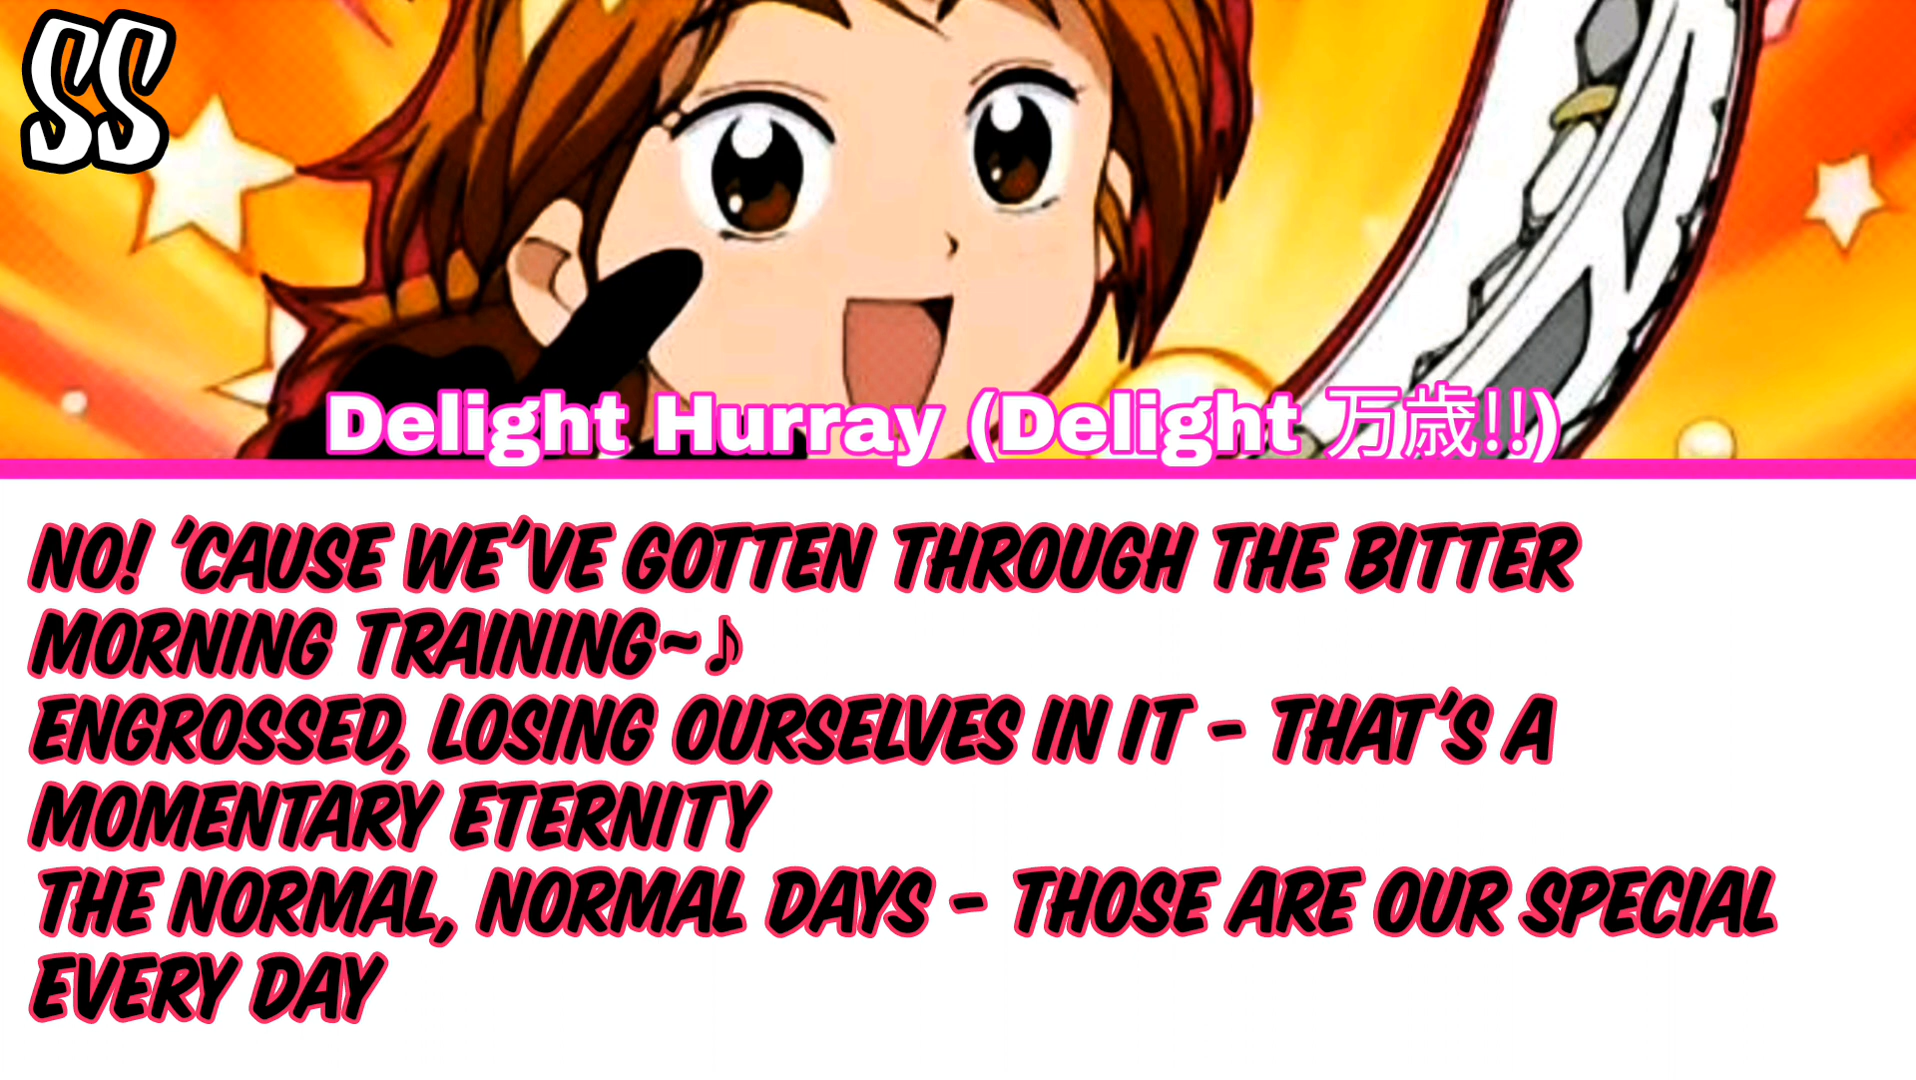 SS
Delight Hurray (Delight 万歳!!)
NO! 'CAUSE WE'VE GOTTEN THROUGH THE BITTER
MORNING TRAINING~♪
ENGROSSED, LOSING OURSELVES IN IT - THAT'S A
MOMENTARY ETERNITY
THE NORMAL, NORMAL DAYS - THOSE ARE OUR SPECIAL
EVERY DAY